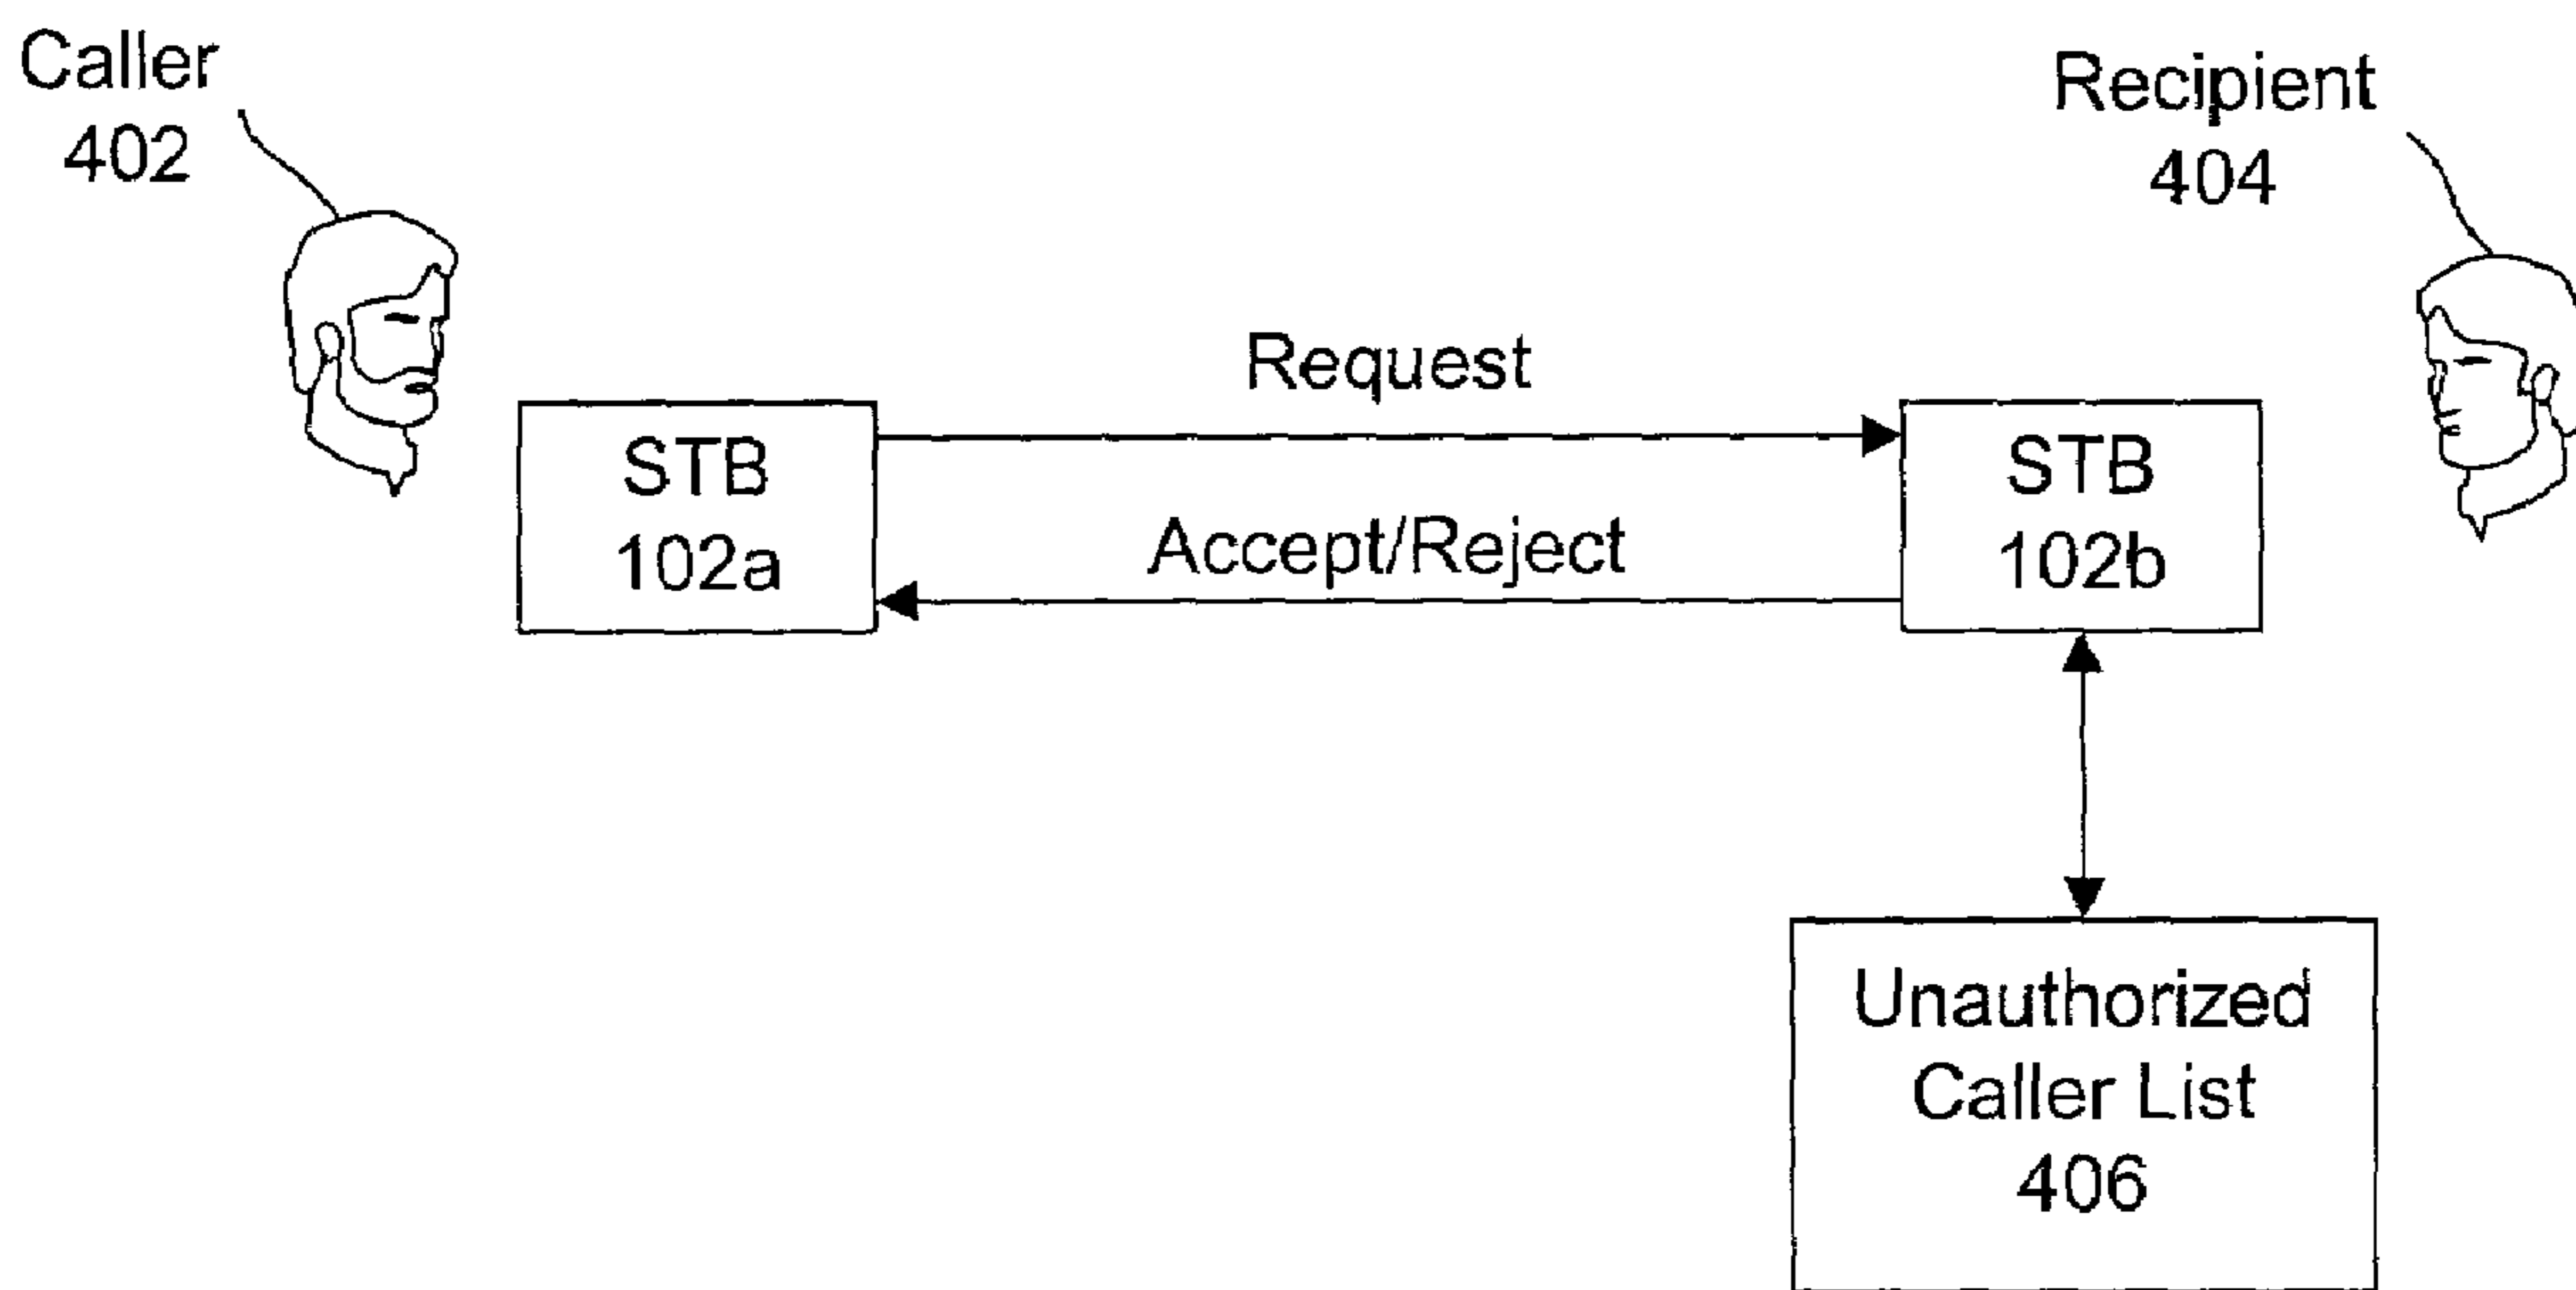 Caller
402
Recipient
404
Request
STB
102a
Accept/Reject
STB
102b
Unauthorized
Caller List
406